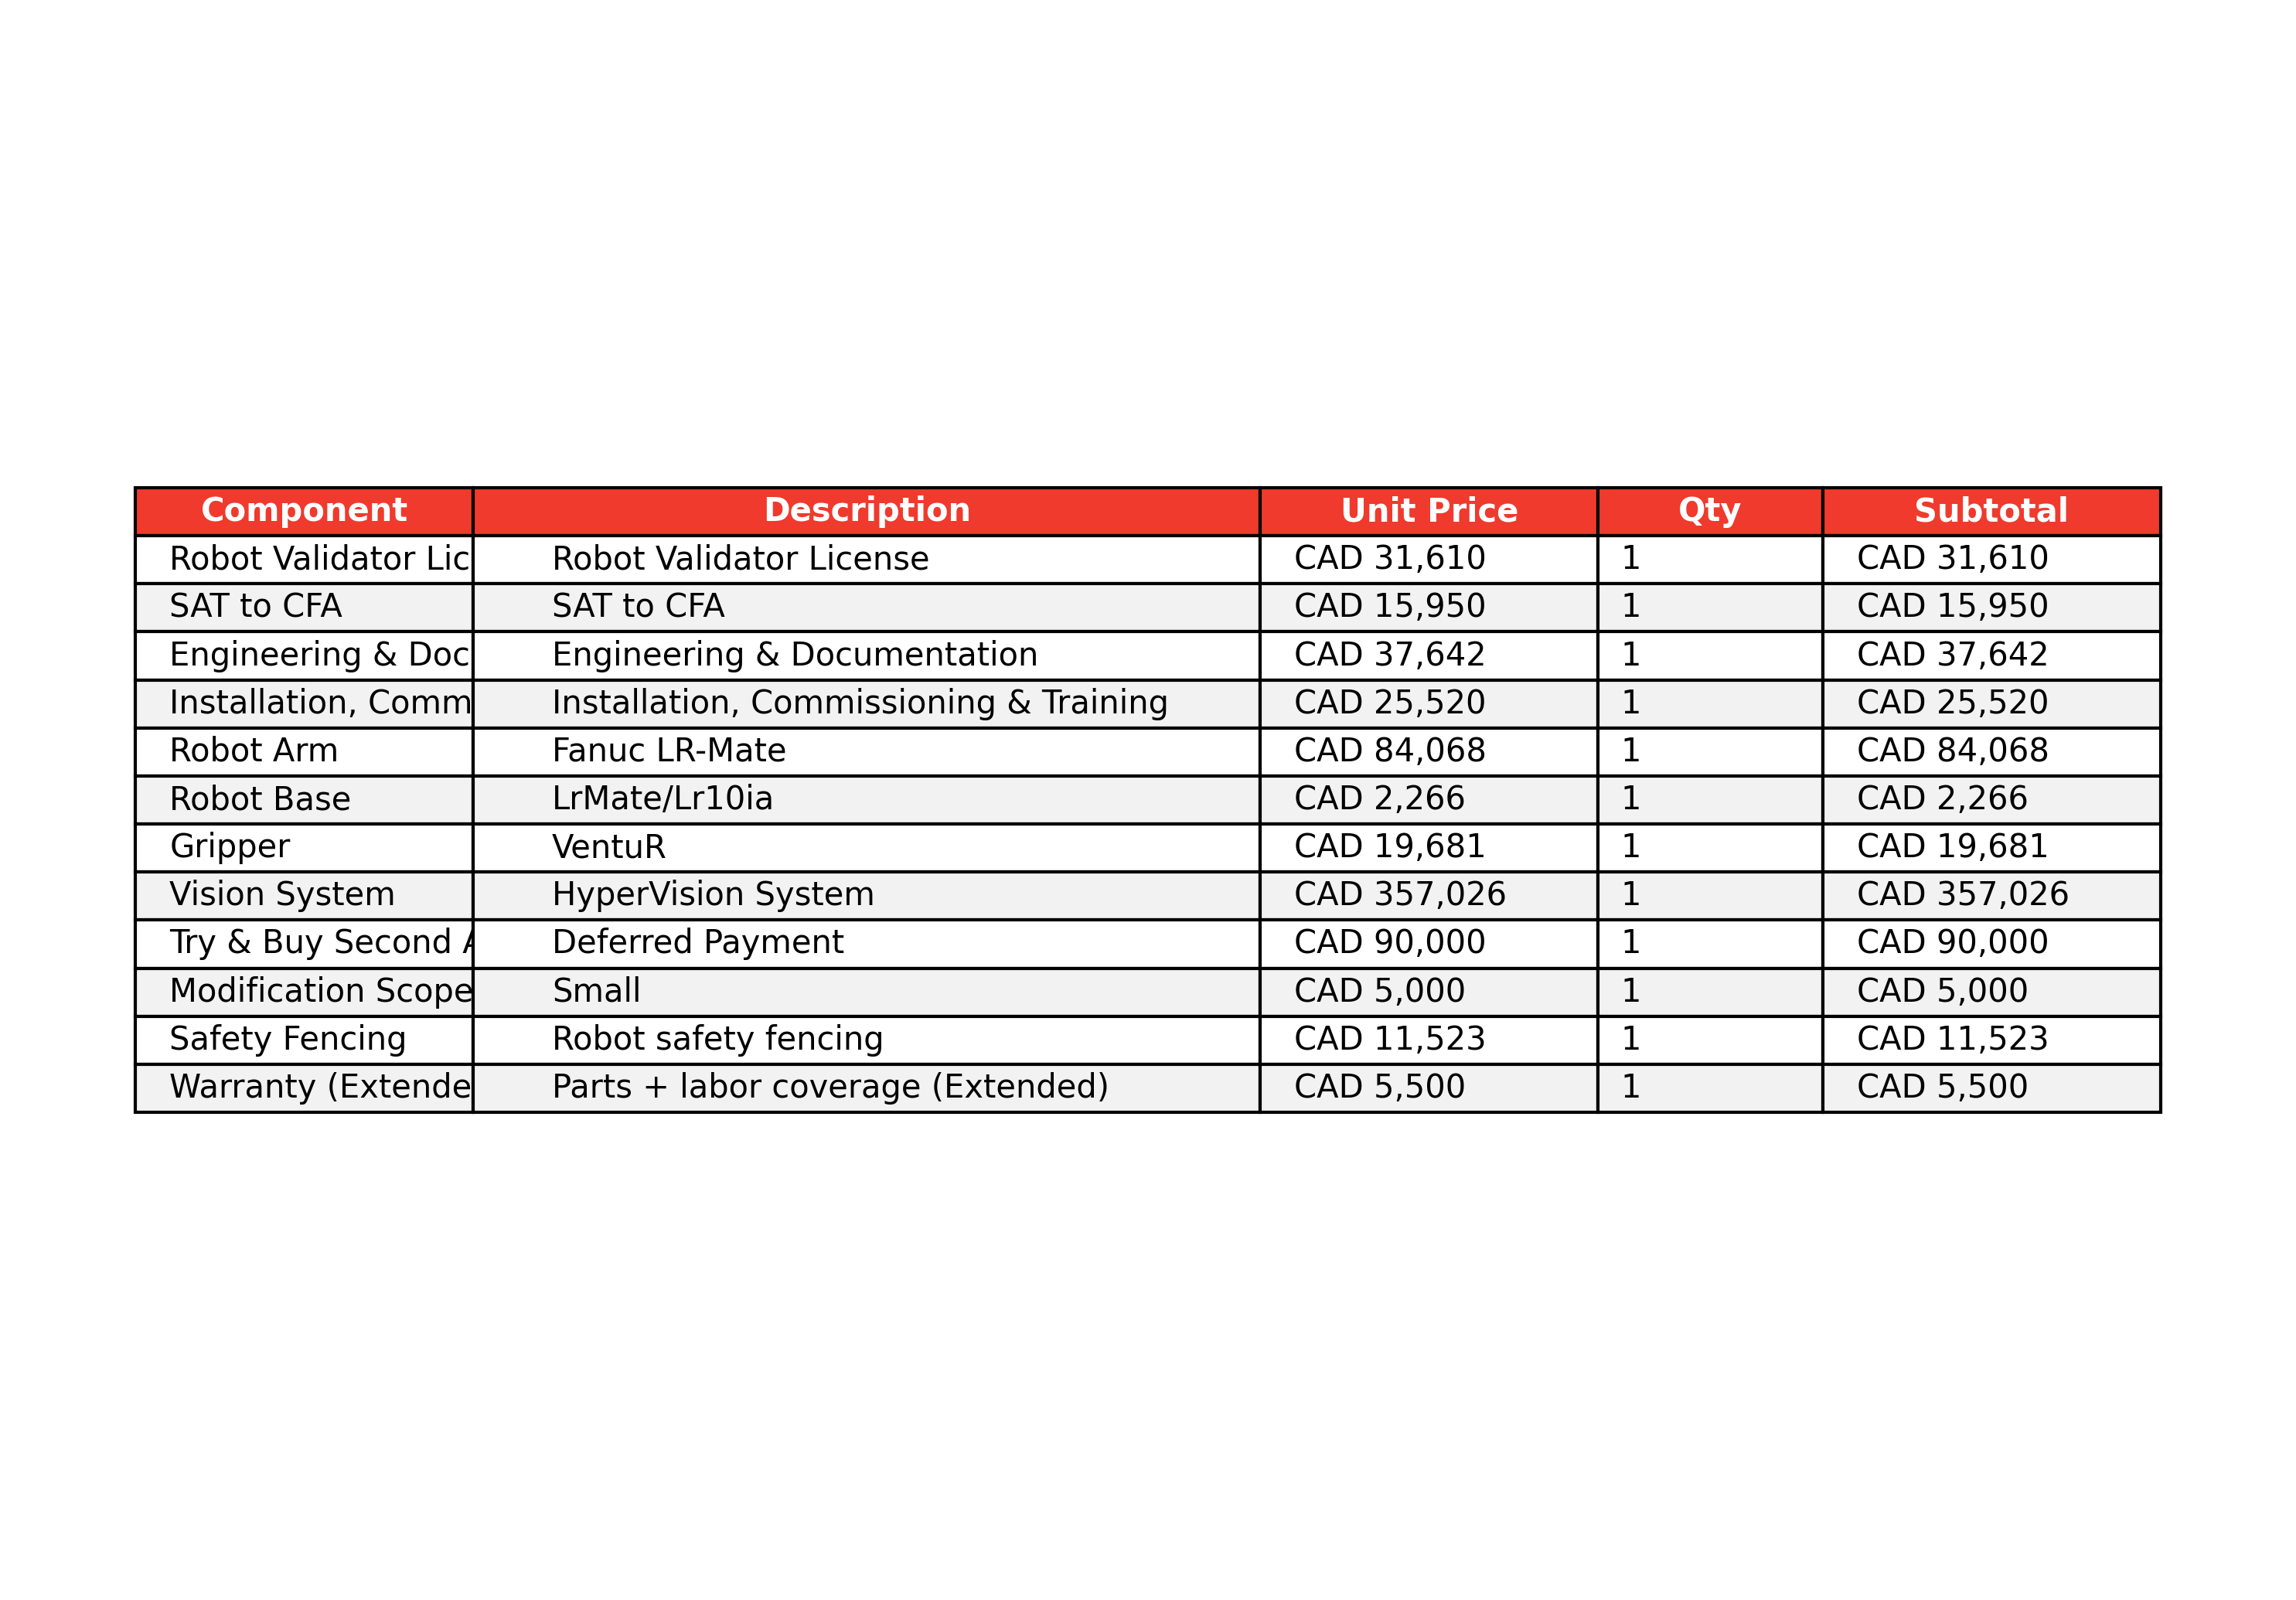 Component Description Unit Price Qty Subtotal
Robot Validator Lic Robot Validator License CAD 31,610 1 CAD 31,610
SAT to CFA SAT to CFA CAD 15,950 1 CAD 15,950
Engineering & Doc Engineering & Documentation CAD 37,642 1 CAD 37,642
Installation, Comm Installation, Commissioning & Training CAD 25,520 1 CAD 25,520
Robot Arm Fanuc LR-Mate CAD 84,068 1 CAD 84,068
Robot Base LrMate/Lr10ia CAD 2,266 1 CAD 2,266
Gripper VentuR CAD 19,681 1 CAD 19,681
Vision System HyperVision System CAD 357,026 1 CAD 357,026
Try & Buy Second Deferred Payment CAD 90,000 1 CAD 90,000
Modification Scope Small CAD 5,000 1 CAD 5,000
Safety Fencing Robot safety fencing CAD 11,523 1 CAD 11,523
Warranty (Extende Parts + labor coverage (Extended) CAD 5,500 1 CAD 5,500